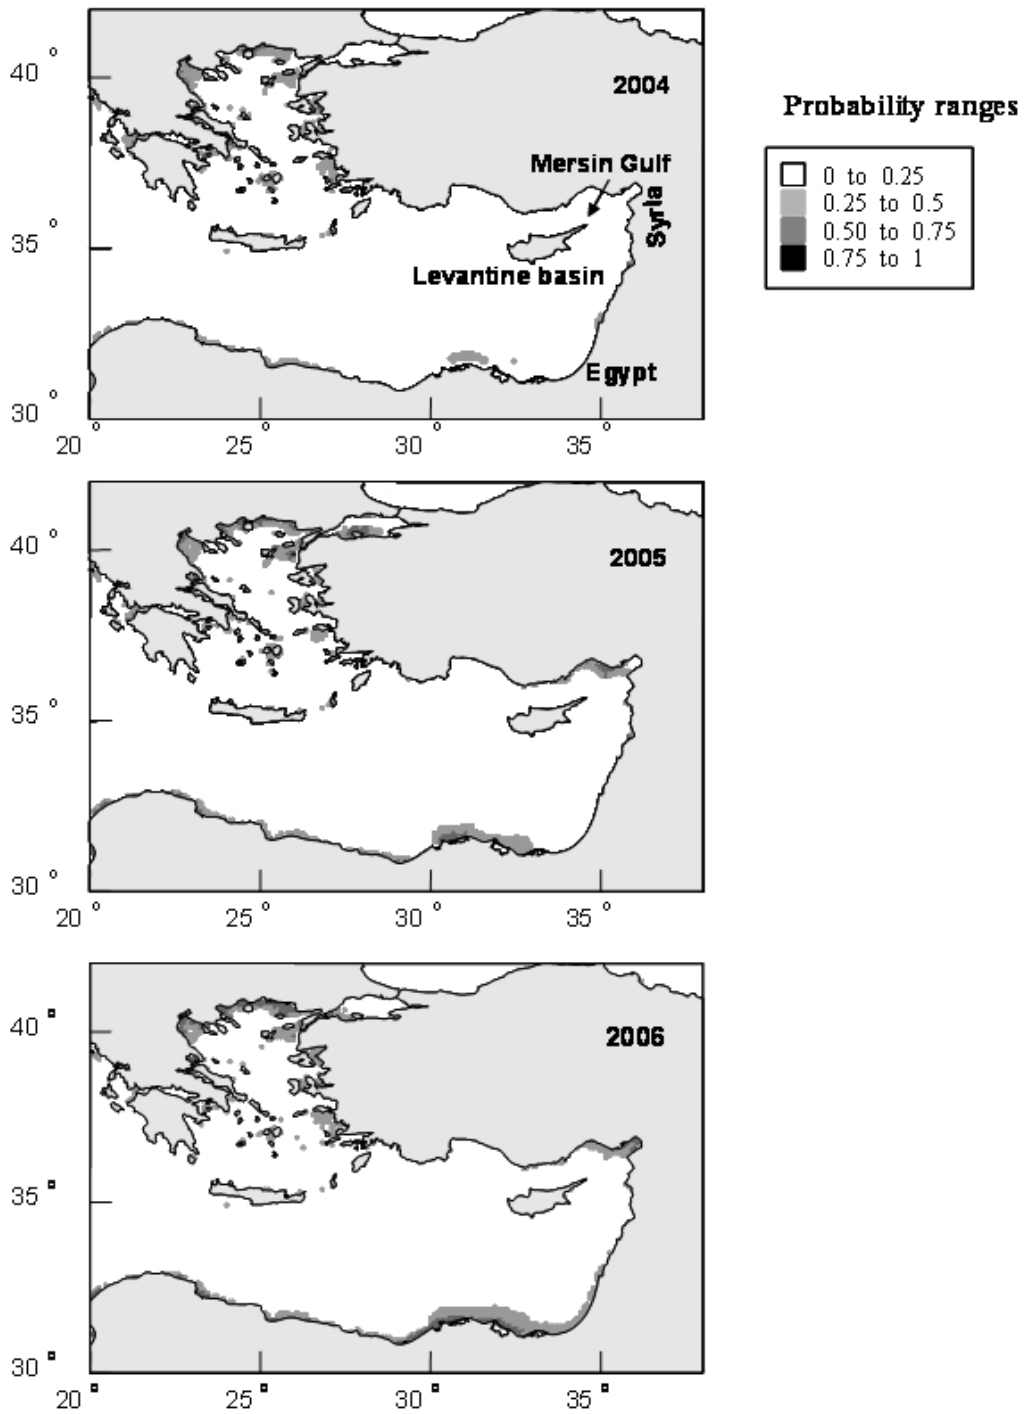 40 °
2004
Probability ranges
Mersin Gulf
0 to 0.25
0.25 to 0.5
0.50 to 0.75
0.75 to 1
Syria
35 °
Levantine basin
Egypt
30 °
20 ° 25 ° 30 ° 35 °
40 °
2005
35 °
30 °
20 ° 25 ° 30 ° 35 °
40
2006
35
30
20 25 30 35